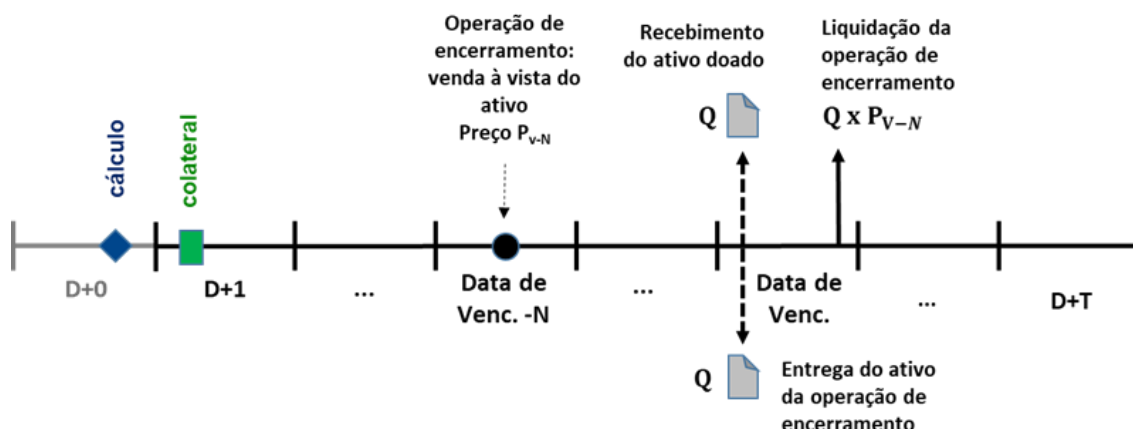 Operação de
encerramento:
venda à vista do
ativo
Preço Pv-N
Recebimento
do ativo doado
Q
Liquidação da
operação de
encerramento
Q x PV−N
cálculo
colateral
D+0
D+1
...
Data de
Venc. -N
...
Data de
Venc.
...
D+T
Q
Entrega do ativo
da operação de
encerramento